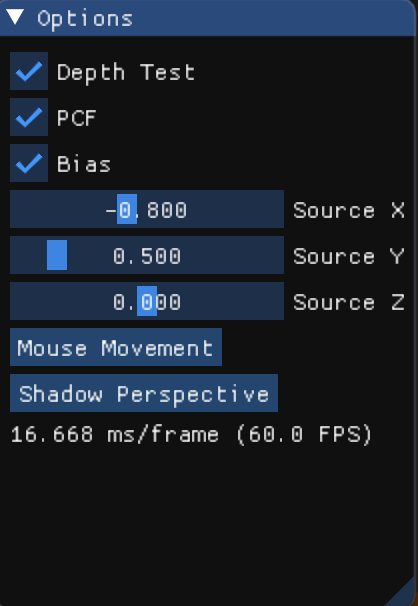 Options
Depth Test
PCF
Bias
-0.800 Source X
0.500 Source Y
0.000 Source Z
Mouse Movement
Shadow Perspective
16.668 ms/frame (60.0 FPS)